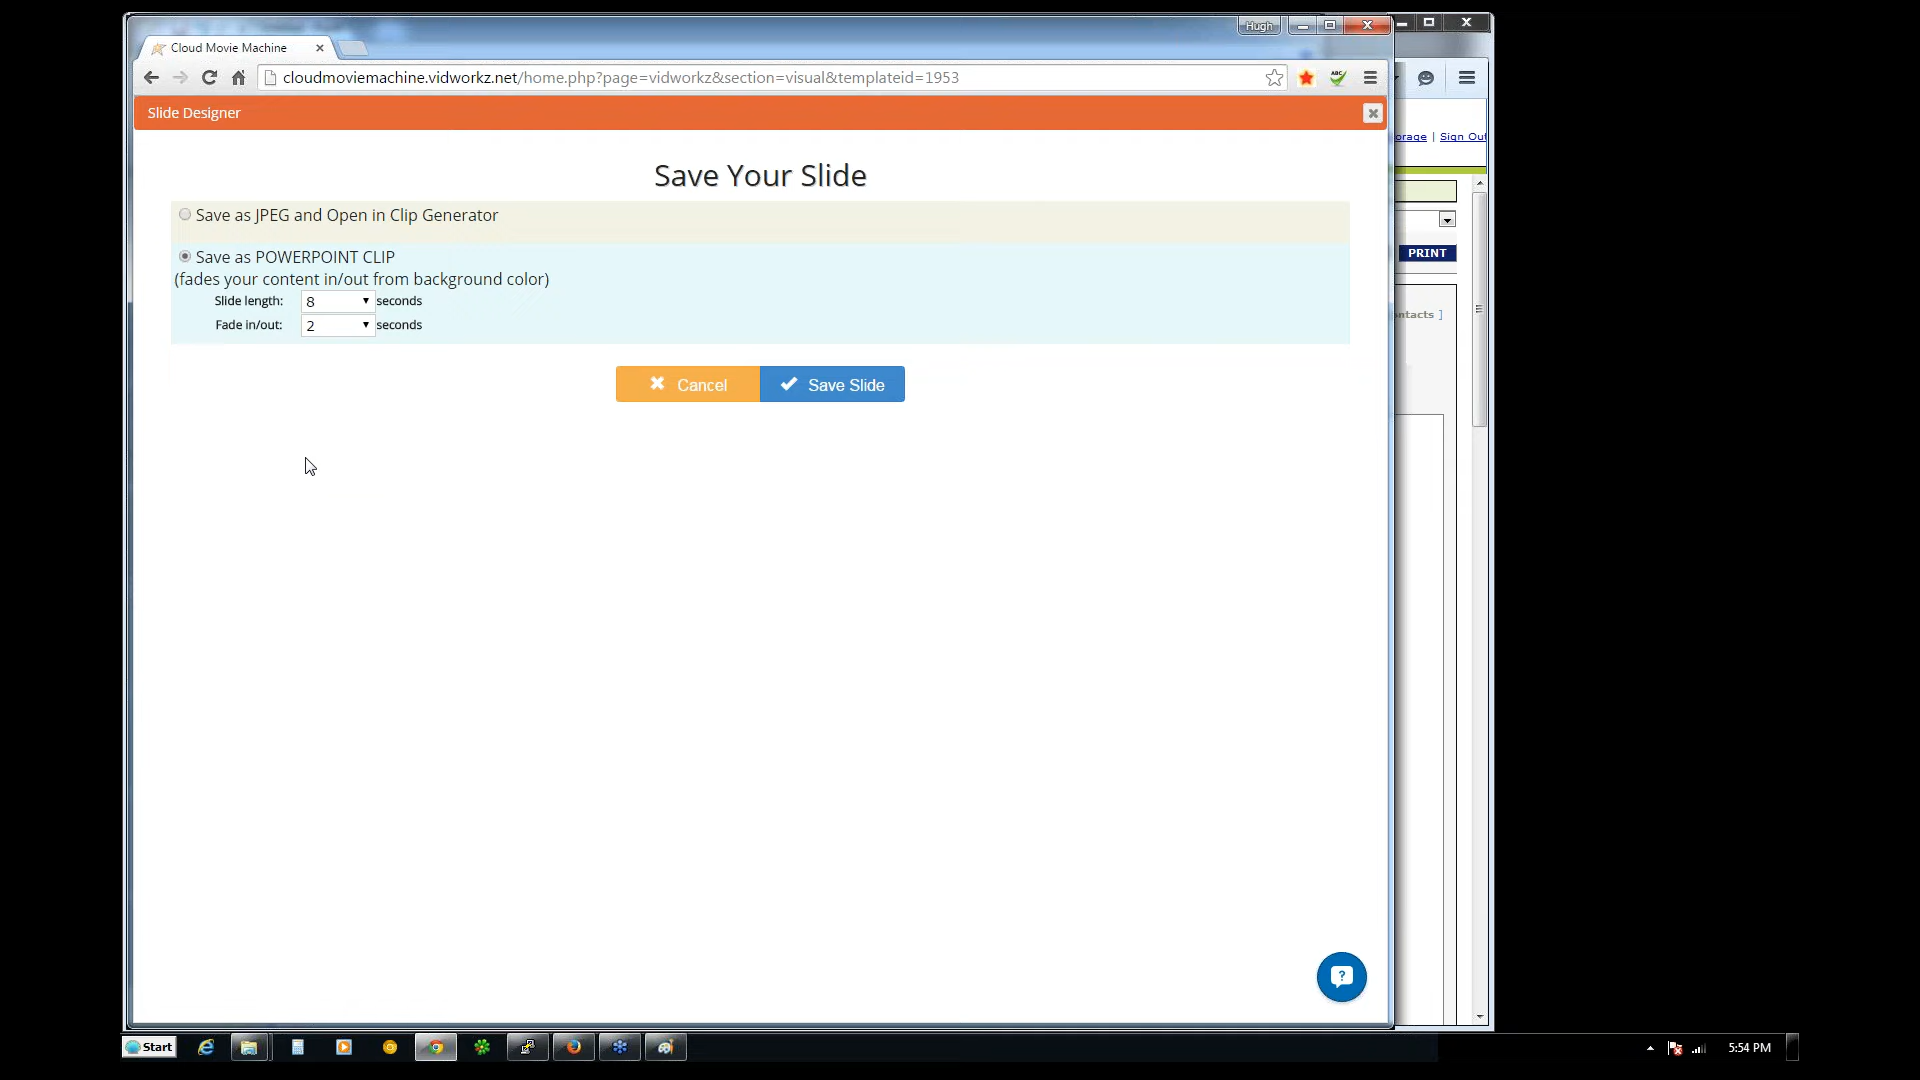 Hugh
Cloud Movie Machine
cloudmoviemachine.vidworkz.net/home.php?page=vidworkz&section=visual&templateid=1953
ABC
Slide Designer
orage | Sign Out
Save Your Slide
Save as JPEG and Open in Clip Generator
PRINT
Save as POWERPOINT CLIP
(fades your content in/out from background color)
Slide length: 8 seconds
ontacts ]
Fade in/out: 2 seconds
Cancel Save Slide
Start
5:54 PM